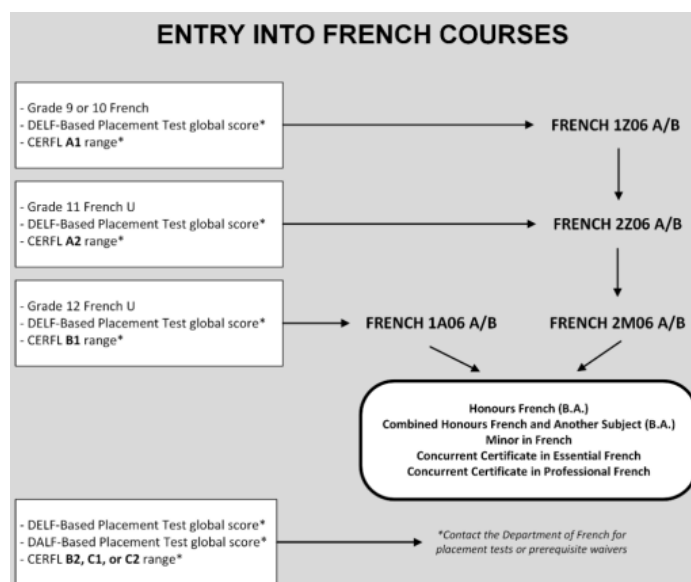 ENTRY INTO FRENCH COURSES
- Grade 9 or 10 French
- DELF-Based Placement Test global score*
- CERFL A1 range*
FRENCH 1Z06 A/B
- Grade 11 French U
- DELF-Based Placement Test global score*
- CERFL A2 range*
FRENCH 2Z06 A/B
- Grade 12 French U
- DELF-Based Placement Test global score*
- CERFL B1 range*
FRENCH 1A06 A/B
FRENCH 2M06 A/B
Honours French (B.A.)
Combined Honours French and Another Subject (B.A.)
Minor in French
Concurrent Certificate in Essential French
Concurrent Certificate in Professional French
- DELF-Based Placement Test global score*
- DALF-Based Placement Test global score*
- CERFL B2, C1, or C2 range*
*Contact the Department of French for
placement tests or prerequisite waivers